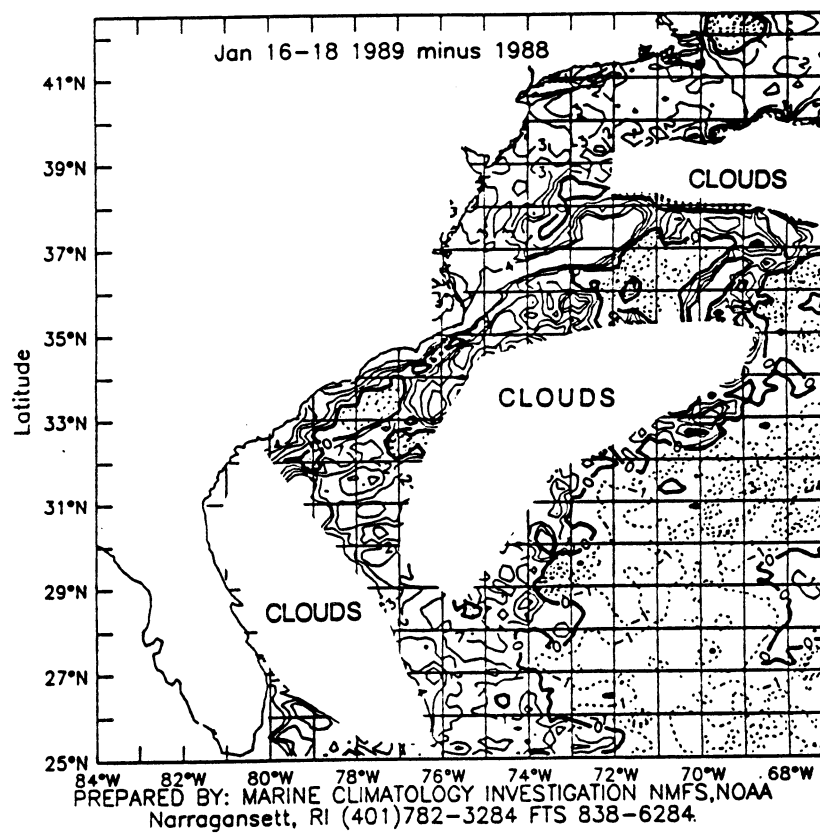 Jan 16-18 1989 minus 1988
41°N
39°N
CLOUDS
37°N
35°N
CLOUDS
33°N
31°N
29°N
CLOUDS
27°N
25°N
Latitude
84°W 82°W 80°W 78°W 76°W 74°W 72°W 70°W 68°W
PREPARED BY: MARINE CLIMATOLOGY INVESTIGATION NMFS,NOAA
Narragansett, RI (401)782-3284 FTS 838-6284.